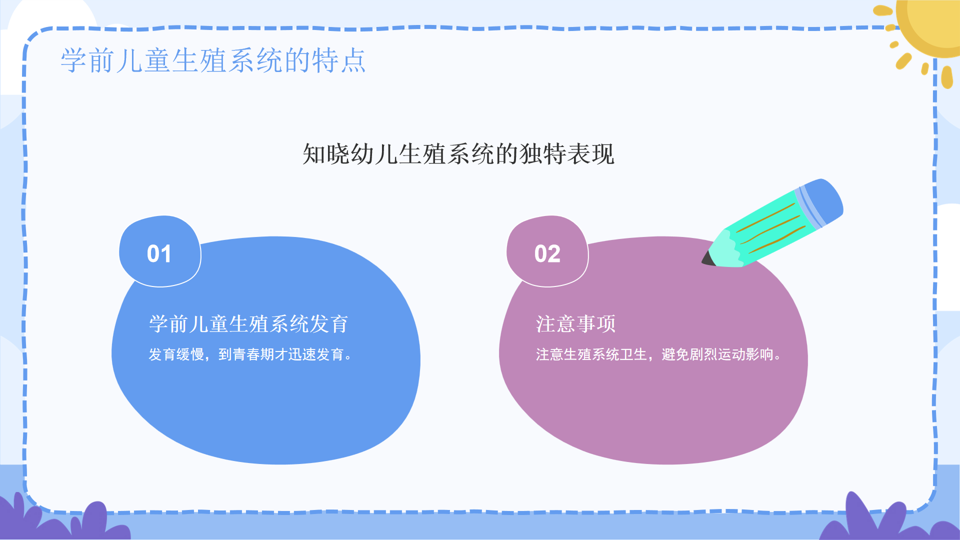 学前儿童生殖系统的特点
知晓幼儿生殖系统的独特表现
01
学前儿童生殖系统发育
发育缓慢，到青春期才迅速发育。
02
注意事项
注意生殖系统卫生，避免剧烈运动影响。